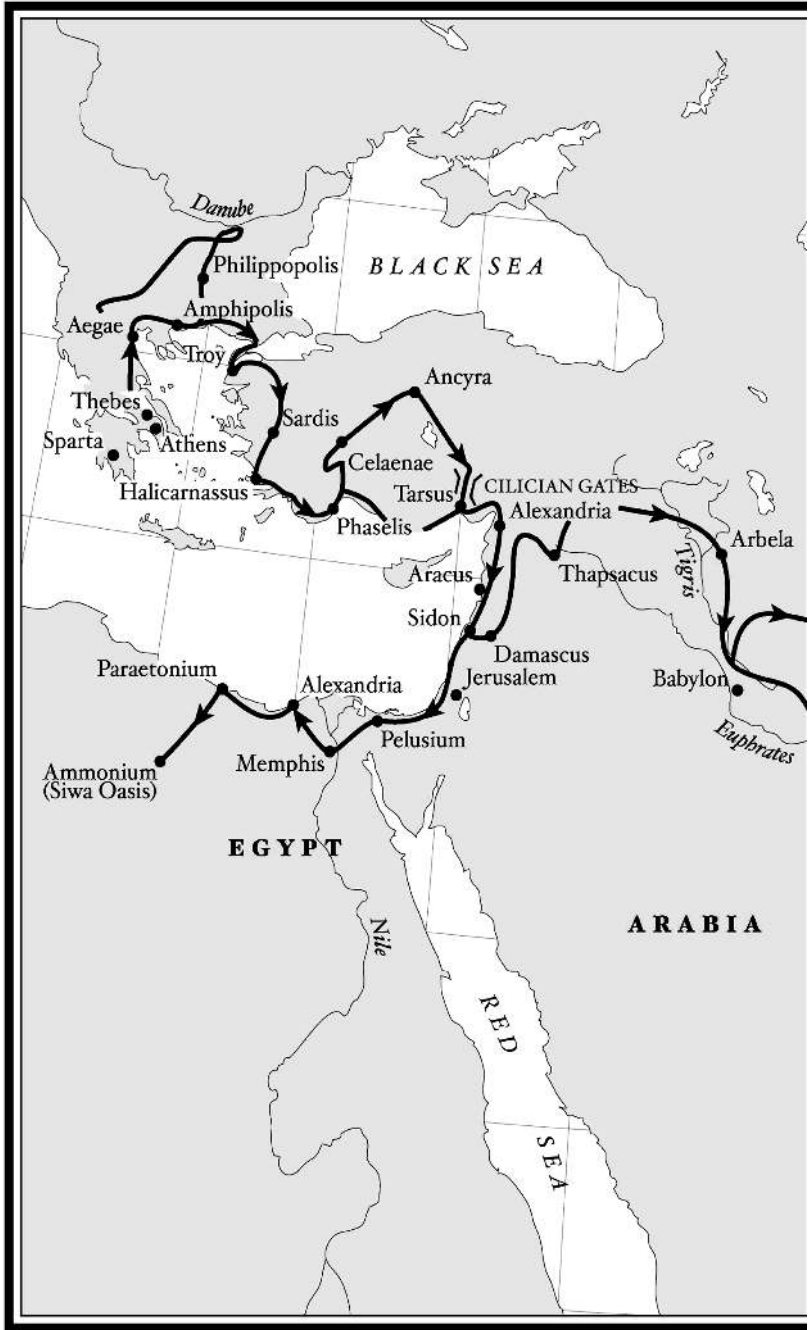 Danube
Philippopolis
BLACK SEA
Amphipolis
Aegae
Troy
Ancyra
Thebes
Sardis
Sparta
Athens
Celaenae
Halicarnassus
Tarsus
CILICIAN GATES
Phaselis
Alexandria
Arbela
Tigris
Aracus
Thapsacus
Sidon
Damascus
Paraetonium
Alexandria
Jerusalem
Babylon
Pelusium
Euphrates
Memphis
Ammonium
(Siwa Oasis)
EGYPT
Nile
ARABIA
RED
SEA